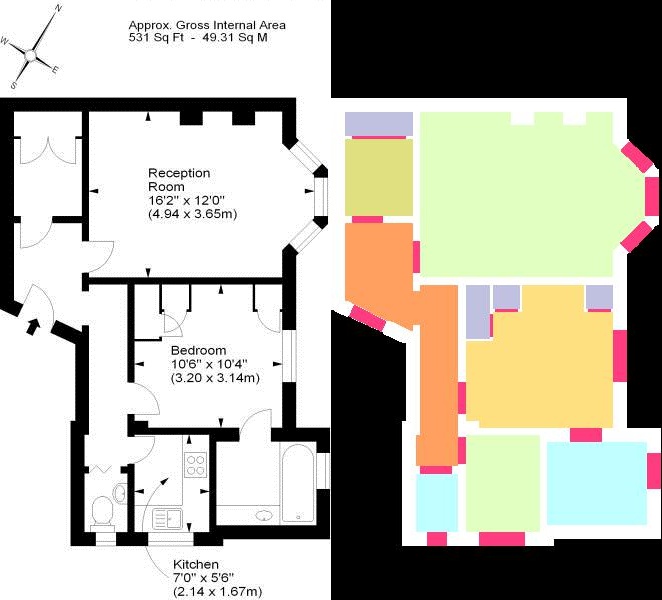 N
W
E
S
Approx. Gross Internal Area
531 Sq Ft - 49.31 Sq M
Reception
Room
16'2" x 12'0"
(4.94 x 3.65m)
Bedroom
10'6" x 10'4"
(3.20 x 3.14m)
Kitchen
7'0" x 5'6"
(2.14 x 1.67m)